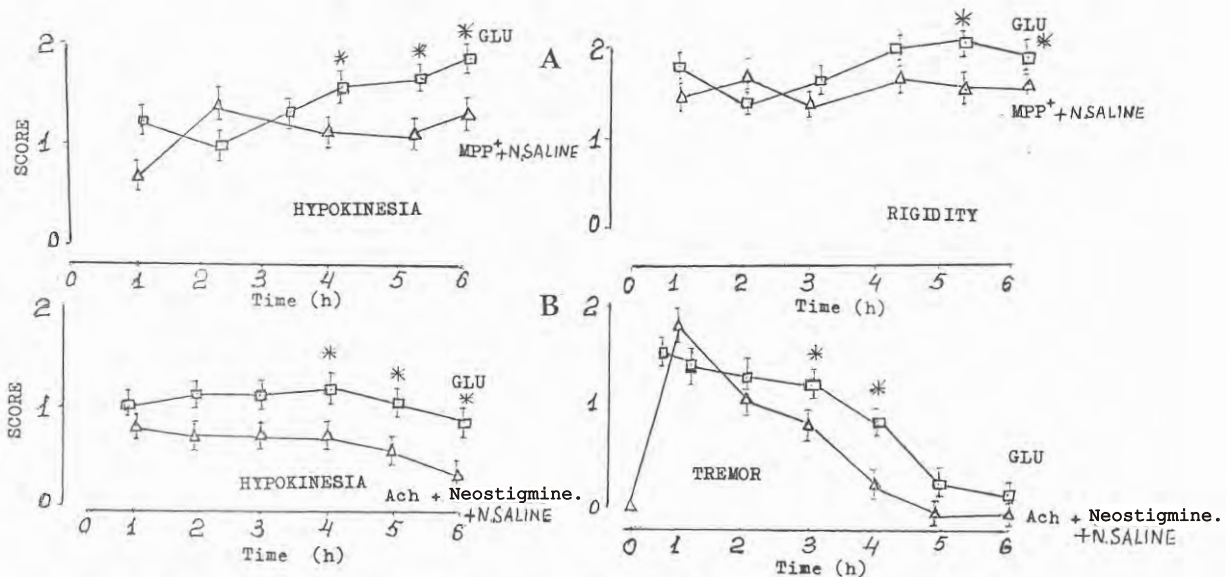 2
1
0
SCORE
* * * GLU
MPP⁺+N.SALINE
HYPOKINESIA
0 1 2 3 4 5 6
Time (h)
A
2
1
0
* GLU
*
MPP⁺+N.SALINE
RIGIDITY
0 1 2 3 4 5 6
Time (h)
2
1
0
SCORE
* * GLU
*
HYPOKINESIA
Ach + Neostigmine.
+N.SALINE
0 1 2 3 4 5 6
Time (h)
B
2
1
0
* *
TREMOR
GLU
Ach + Neostigmine.
+N.SALINE
0 1 2 3 4 5 6
Time (h)